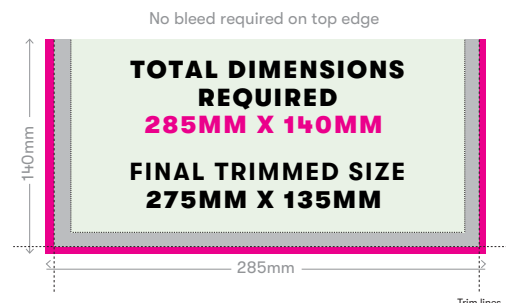 No bleed required on top edge
TOTAL DIMENSIONS
REQUIRED
285MM X 140MM
140mm
FINAL TRIMMED SIZE
275MM X 135MM
285mm
Trim lines